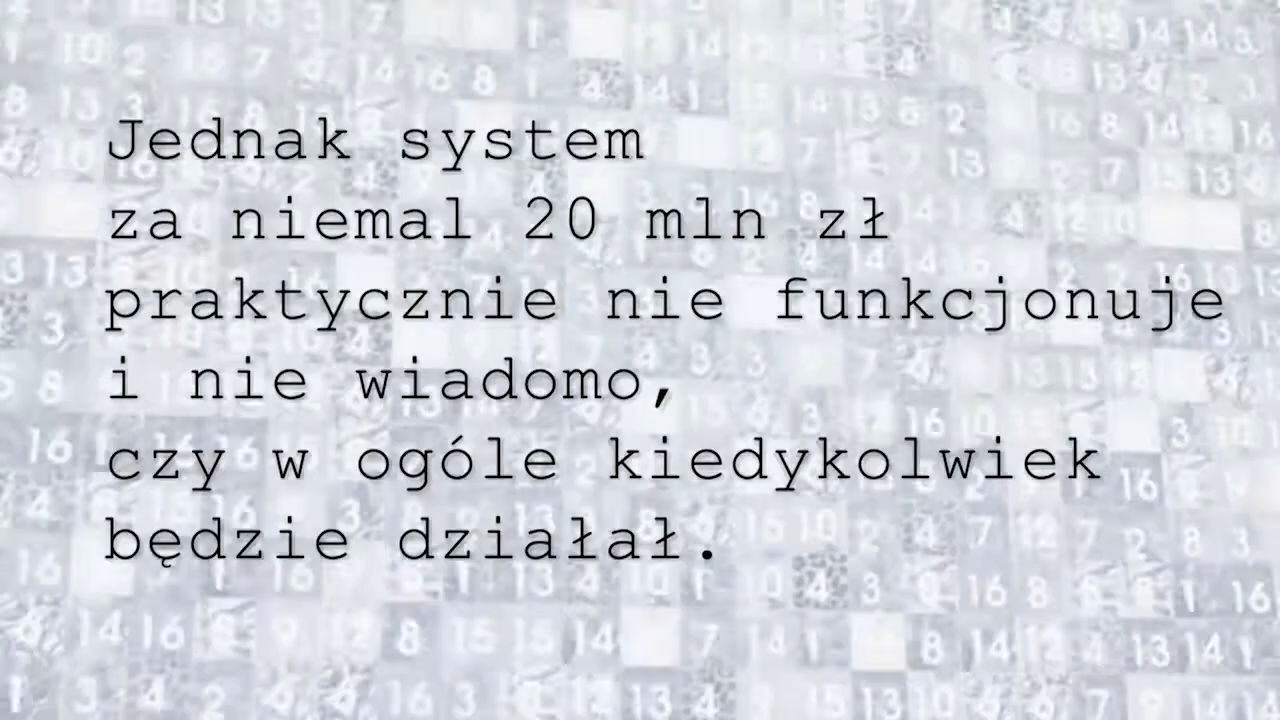 Jednak system
za niemal 20 mln zł
praktycznie nie funkcjonuje
i nie wiadomo,
czy w ogóle kiedykolwiek
będzie działał.